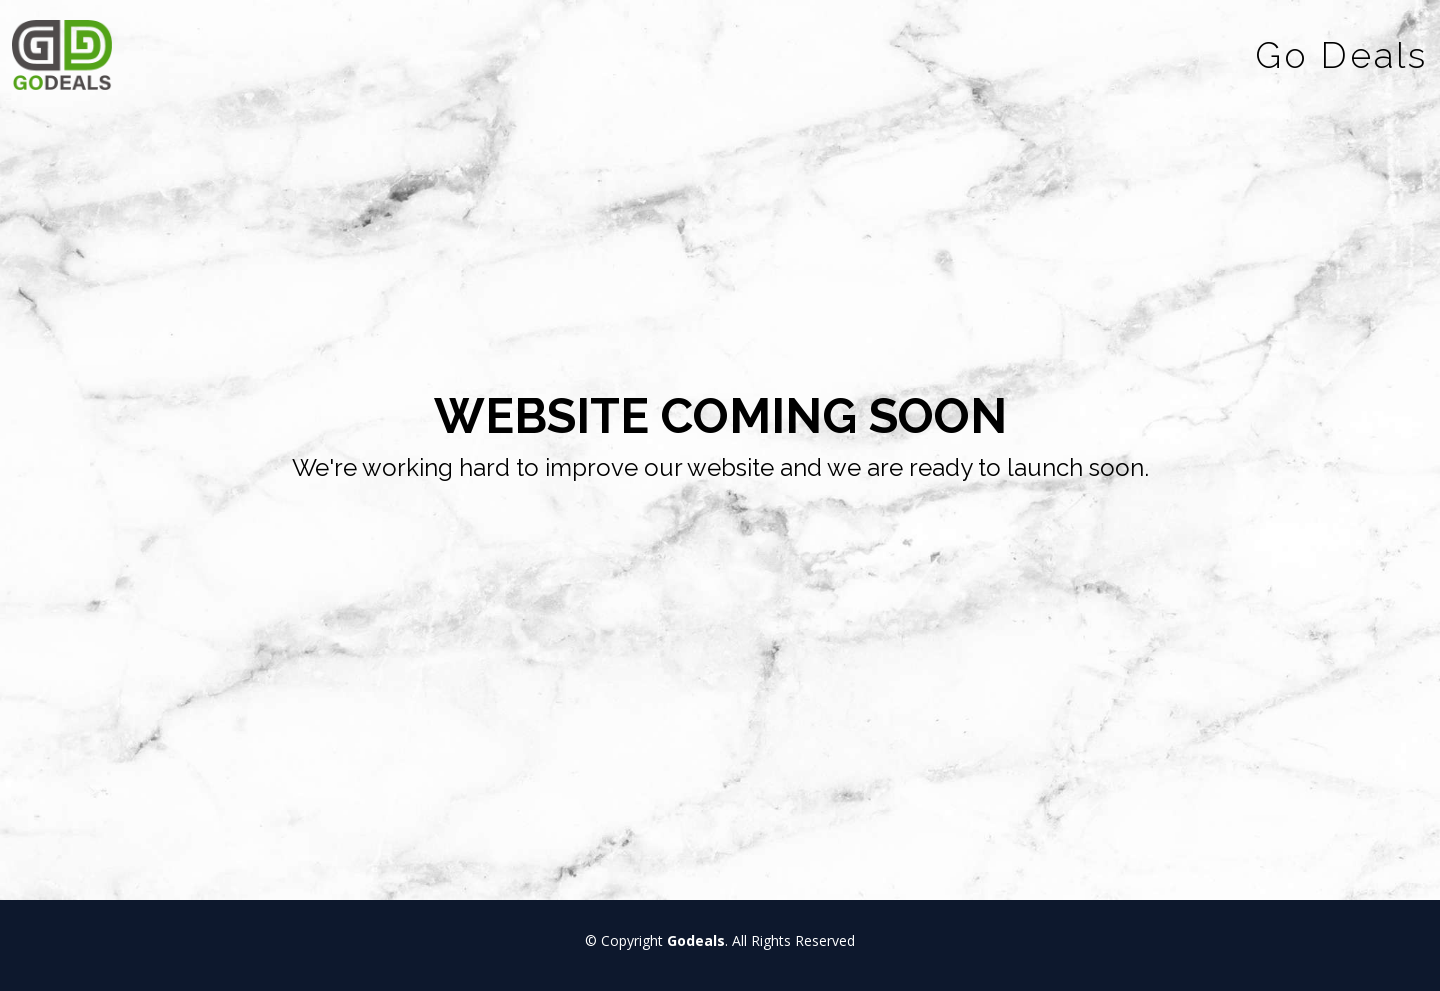 GD
GODEALS
Go Deals
WEBSITE COMING SOON
We're working hard to improve our website and we are ready to launch soon.
© Copyright Godeals. All Rights Reserved